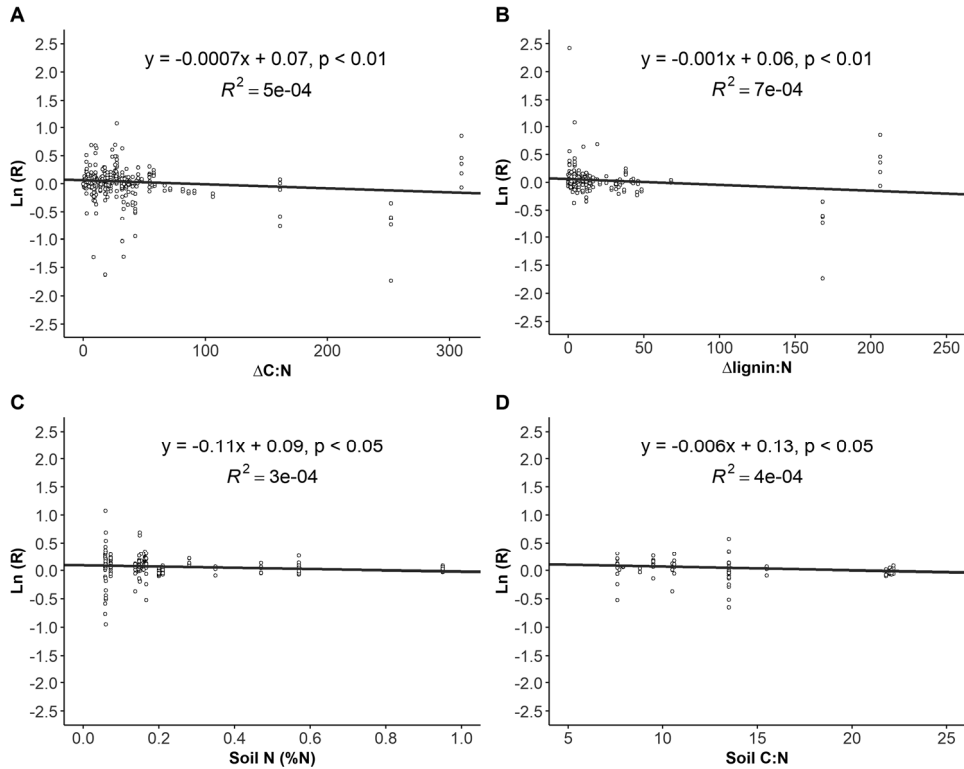 A
y = -0.0007x + 0.07, p < 0.01
R² = 5e-04
2.5
2.0
1.5
1.0
0.5
0.0
-0.5
-1.0
-1.5
-2.0
-2.5
Ln (R)
0 100 200 300
ΔC:N
B
y = -0.001x + 0.06, p < 0.01
R² = 7e-04
2.5
2.0
1.5
1.0
0.5
0.0
-0.5
-1.0
-1.5
-2.0
-2.5
Ln (R)
0 50 100 150 200 250
Δlignin:N
C
y = -0.11x + 0.09, p < 0.05
R² = 3e-04
2.5
2.0
1.5
1.0
0.5
0.0
-0.5
-1.0
-1.5
-2.0
-2.5
Ln (R)
0.0 0.2 0.4 0.6 0.8 1.0
Soil N (%N)
D
y = -0.006x + 0.13, p < 0.05
R² = 4e-04
2.5
2.0
1.5
1.0
0.5
0.0
-0.5
-1.0
-1.5
-2.0
-2.5
Ln (R)
5 10 15 20 25
Soil C:N